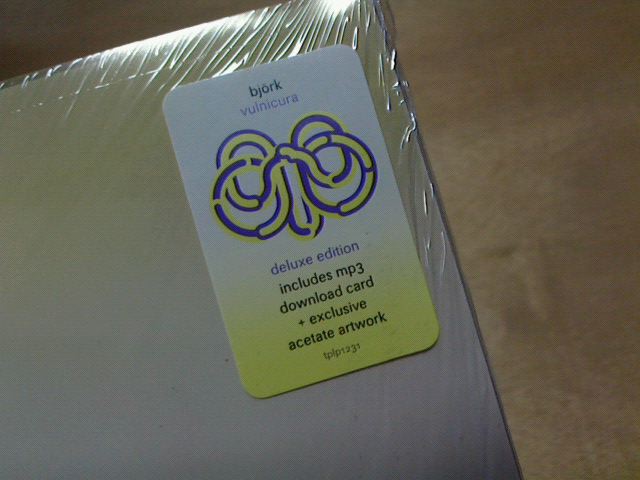 björk
vulnicura
deluxe edition
includes mp3
download card
+ exclusive
acetate artwork
tplp1231